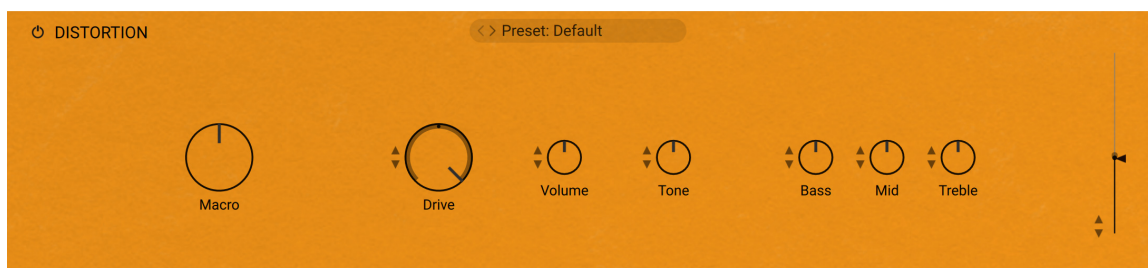 DISTORTION
Preset: Default
Macro
Drive
Volume
Tone
Bass
Mid
Treble